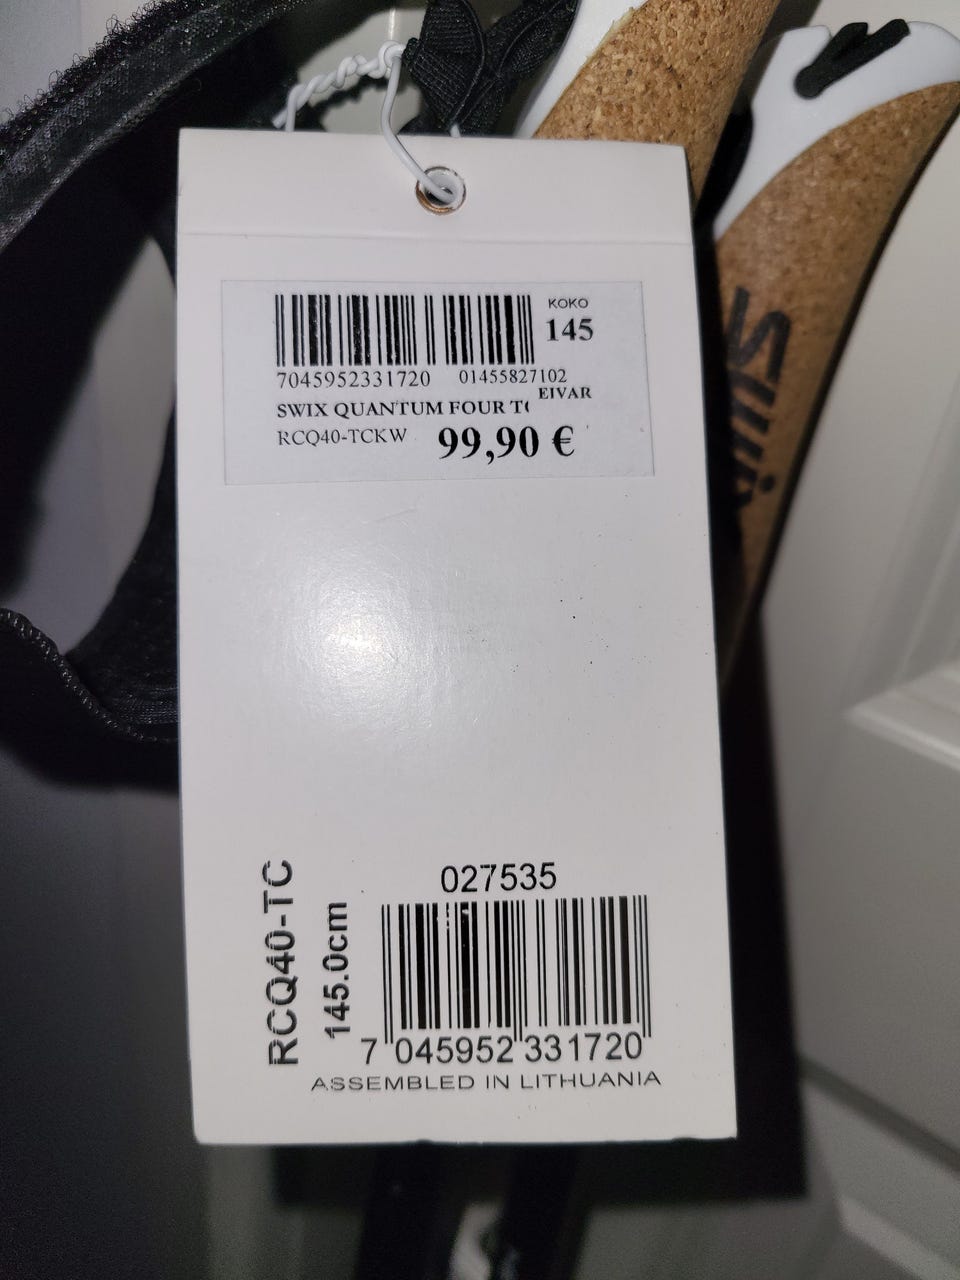 KOKO
145
7045952331720 01455827102
EIVAR
SWIX QUANTUM FOUR
RCQ40-TCKW 99,90 €
Swix
027535
RCQ40-TC
145.0cm
7 045952 331720
ASSEMBLED IN LITHUANIA